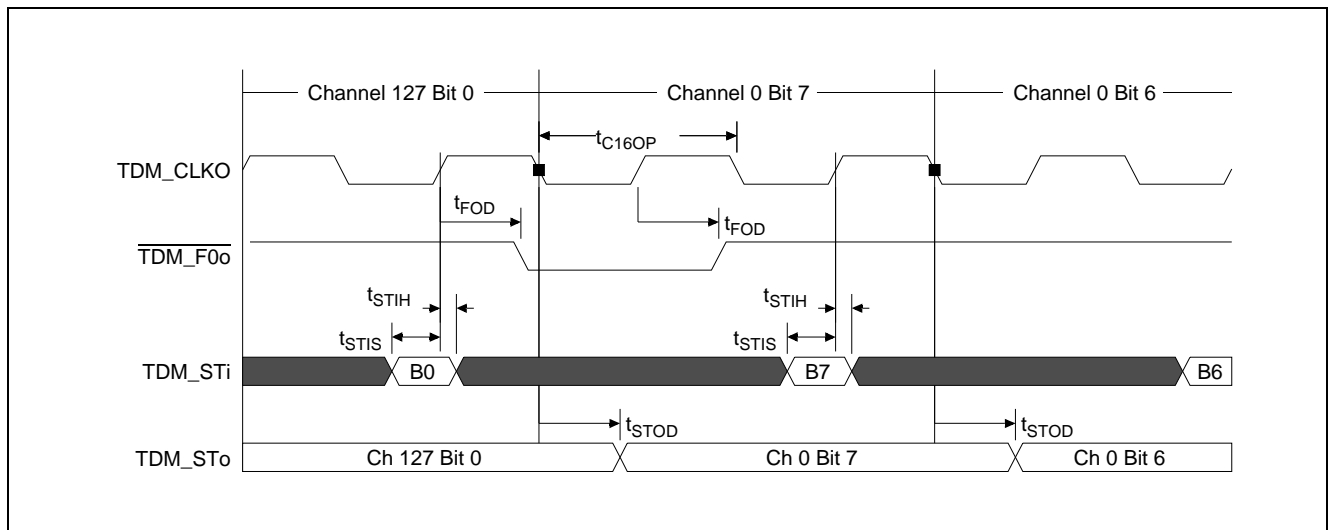 Channel 127 Bit 0 Channel 0 Bit 7 Channel 0 Bit 6
tC16OP
TDM_CLKO
tFOD tFOD
TDM_F0o
tSTIH tSTIH
tSTIS tSTIS
TDM_STi B0 B7 B6
tSTOD tSTOD
TDM_STo Ch 127 Bit 0 Ch 0 Bit 7 Ch 0 Bit 6